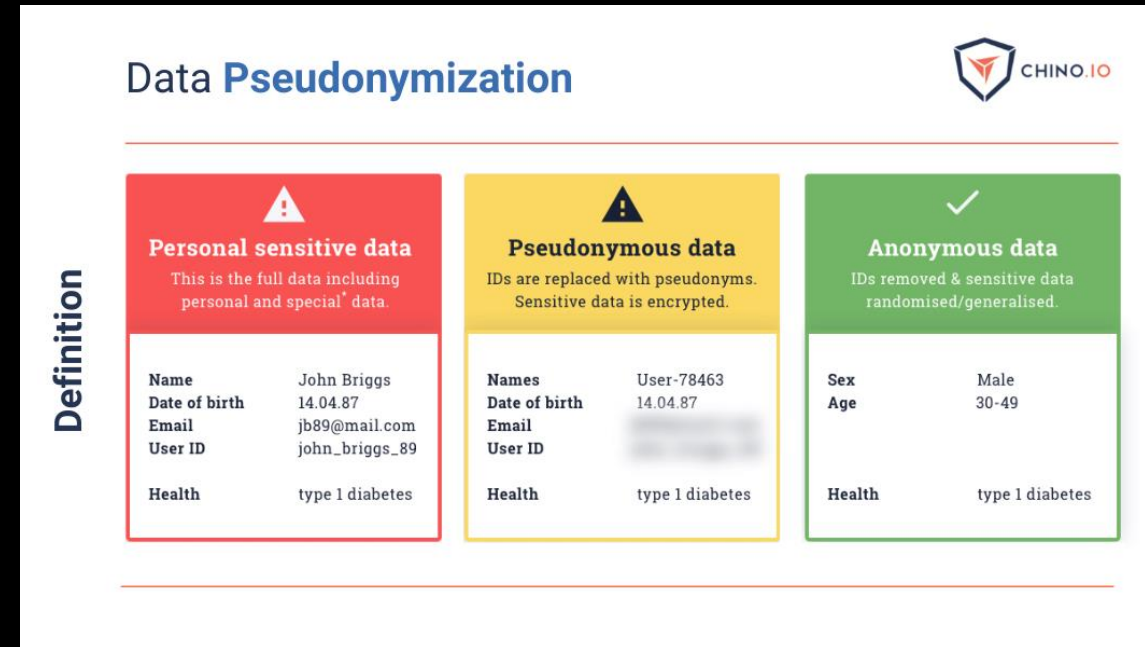 Data Pseudonymization
CHINO.IO
Definition
Personal sensitive data
This is the full data including
personal and special* data.
Name John Briggs
Date of birth 14.04.87
Email jb89@mail.com
User ID john_briggs_89
Health type 1 diabetes
Pseudonymous data
IDs are replaced with pseudonyms.
Sensitive data is encrypted.
Names User-78463
Date of birth 14.04.87
Email
User ID
Health type 1 diabetes
Anonymous data
IDs removed & sensitive data
randomised/generalised.
Sex Male
Age 30-49
Health type 1 diabetes